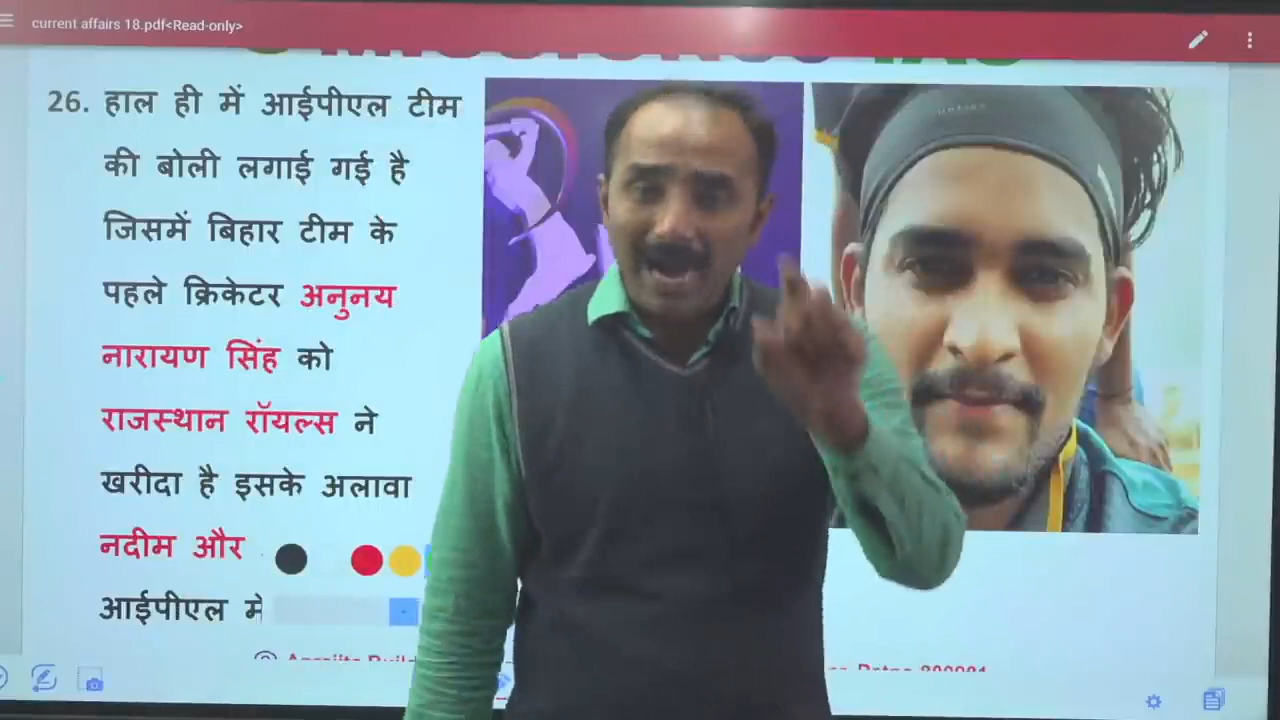 current affairs 18.pdf<Read-only>
26. हाल ही में आईपीएल टीम
की बोली लगाई गई है
जिसमें बिहार टीम के
पहले क्रिकेटर अनुनय
नारायण सिंह को
राजस्थान रॉयल्स ने
खरीदा है इसके अलावा
नदीम और
आईपीएल में